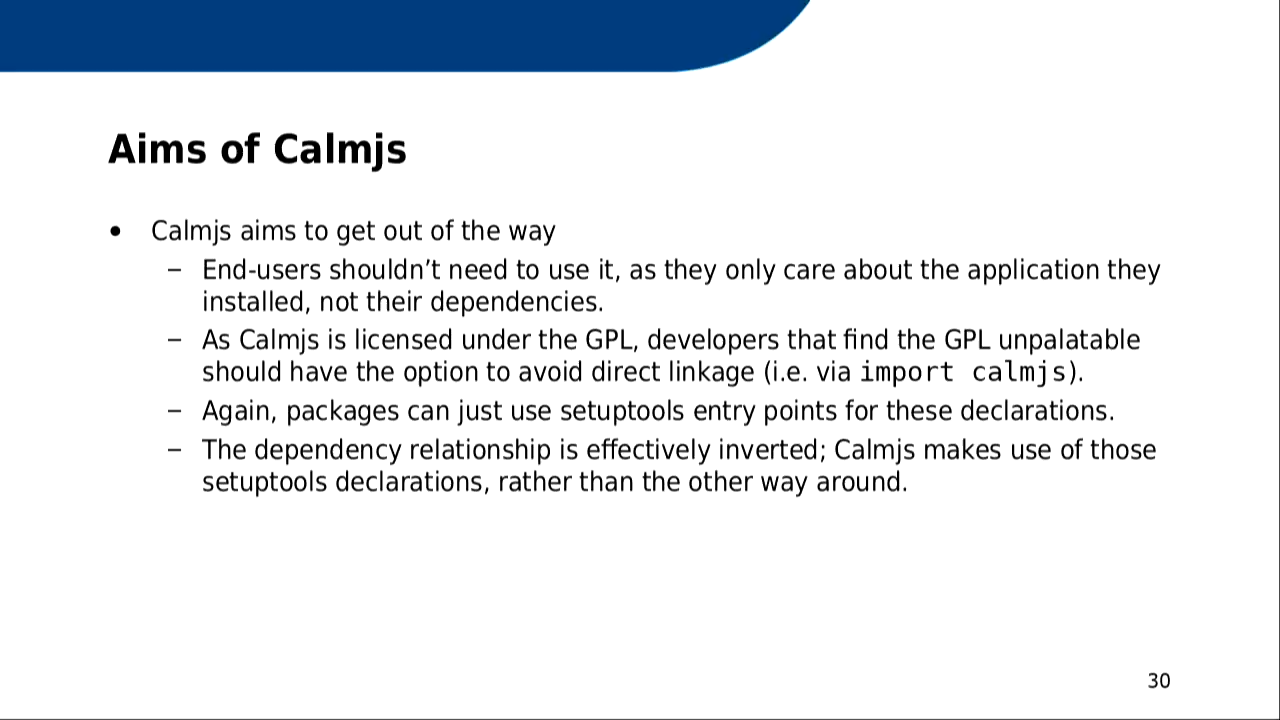 Aims of Calmjs
• Calmjs aims to get out of the way
– End-users shouldn’t need to use it, as they only care about the application they
installed, not their dependencies.
– As Calmjs is licensed under the GPL, developers that find the GPL unpalatable
should have the option to avoid direct linkage (i.e. via import calmjs).
– Again, packages can just use setuptools entry points for these declarations.
– The dependency relationship is effectively inverted; Calmjs makes use of those
setuptools declarations, rather than the other way around.
30